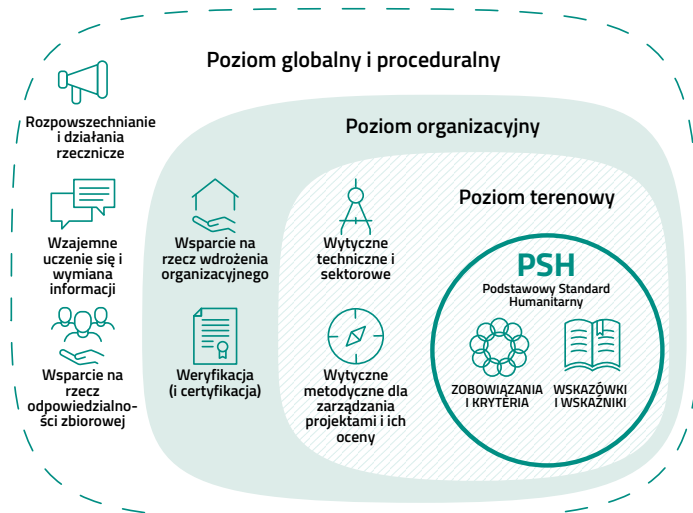 Poziom globalny i proceduralny
Rozpowszechnianie
i działania
rzecznicze
Wzajemne
uczenie się i
wymiana
informacji
Wsparcie na
rzecz
odpowiedzialno-
ści zbiorowej
Poziom organizacyjny
Wsparcie na
rzecz wdrożenia
organizacyjnego
Weryfikacja
(i certyfikacja)
Poziom terenowy
Wytyczne
techniczne i
sektorowe
Wytyczne
metodyczne dla
zarządzania
projektami i ich
oceny
PSH
Podstawowy Standard
Humanitarny
ZOBOWIĄZANIA
I KRYTERIA
WSKAZÓWKI
I WSKAŹNIKI